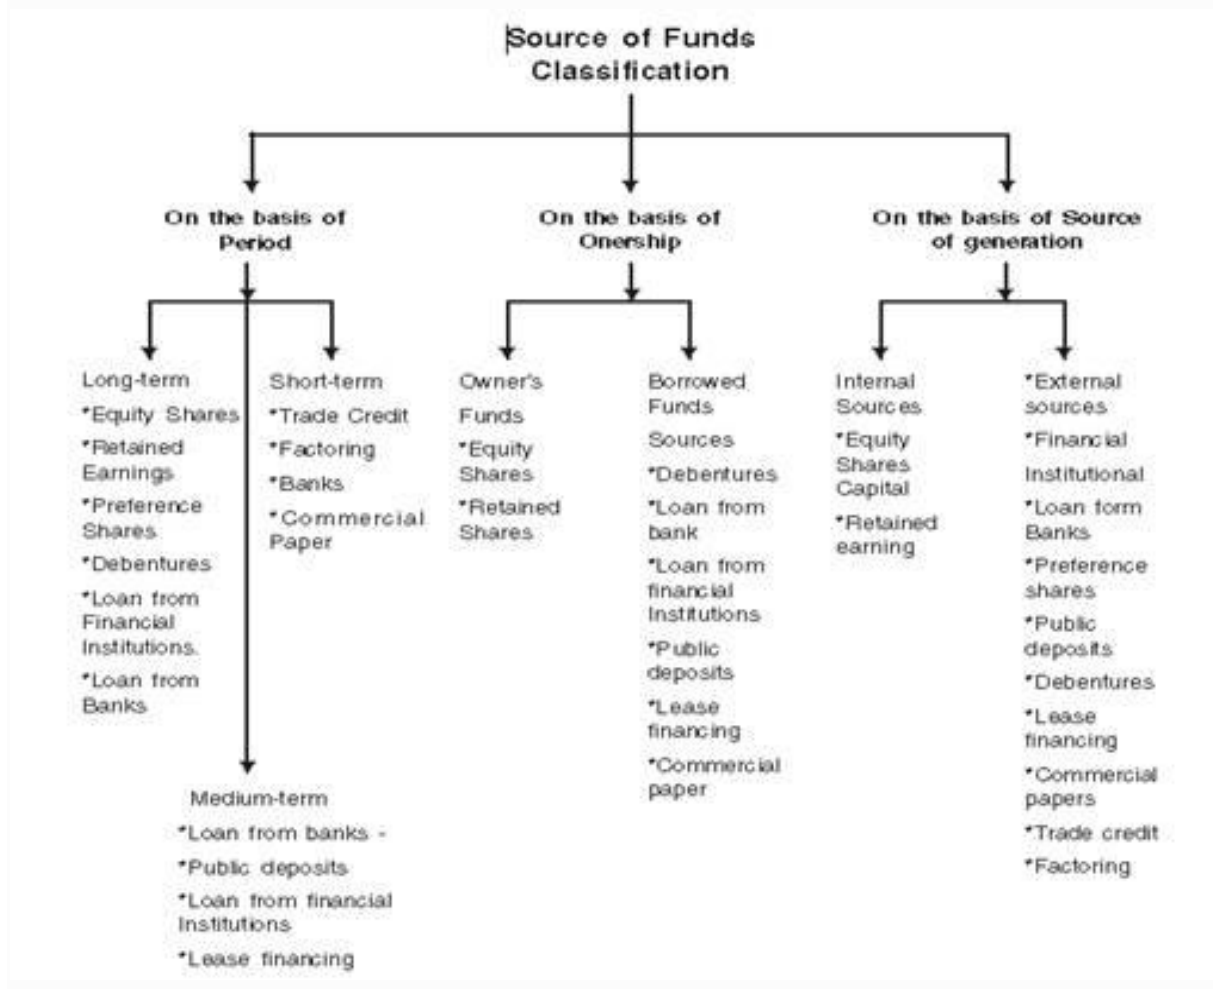 Source of Funds
Classification
On the basis of
Period
On the basis of
Onership
On the basis of Source
of generation
Long-term
*Equity Shares
*Retained
Earnings
*Preference
Shares
*Debentures
*Loan from
Financial
Institutions.
*Loan from
Banks
Short-term
*Trade Credit
*Factoring
*Banks
*Commercial
Paper
Medium-term
*Loan from banks -
*Public deposits
*Loan from financial
Institutions
*Lease financing
Owner's
Funds
*Equity
Shares
*Retained
Shares
Borrowed
Funds
Sources
*Debentures
*Loan from
bank
*Loan from
financial
Institutions
*Public
deposits
*Lease
financing
*Commercial
paper
Internal
Sources
*Equity
Shares
Capital
*Retained
earning
*External
sources
*Financial
Institutional
*Loan form
Banks
*Preference
shares
*Public
deposits
*Debentures
*Lease
financing
*Commercial
papers
*Trade credit
*Factoring